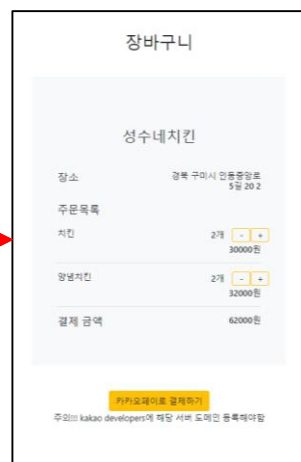 장바구니
성수네치킨
장소 경북 구미시 인동중앙로
5길 20 2
주문목록
치킨 2개 - +
30000원
양념치킨 2개 - +
32000원
결제 금액 62000원
카카오페이로 결제하기
주의!!! kakao developers에 해당 서버 도메인 등록해야함